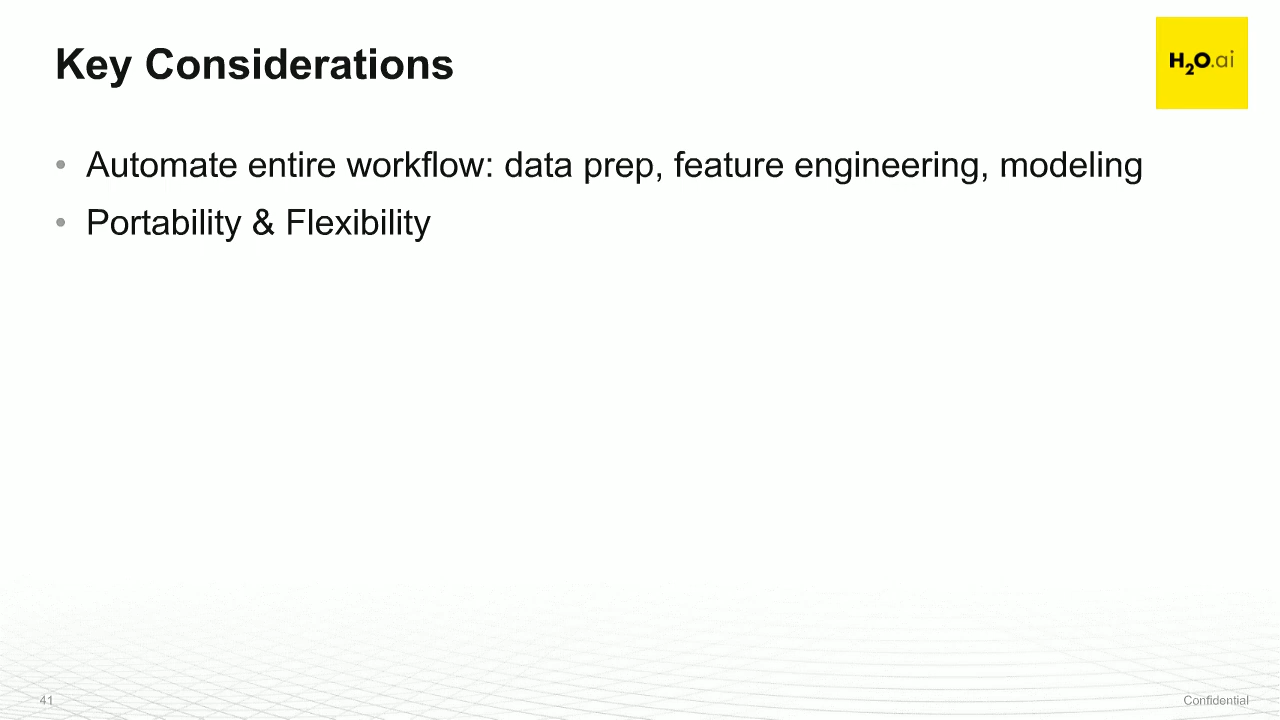 Key Considerations
H2O.ai
• Automate entire workflow: data prep, feature engineering, modeling
• Portability & Flexibility
41
Confidential